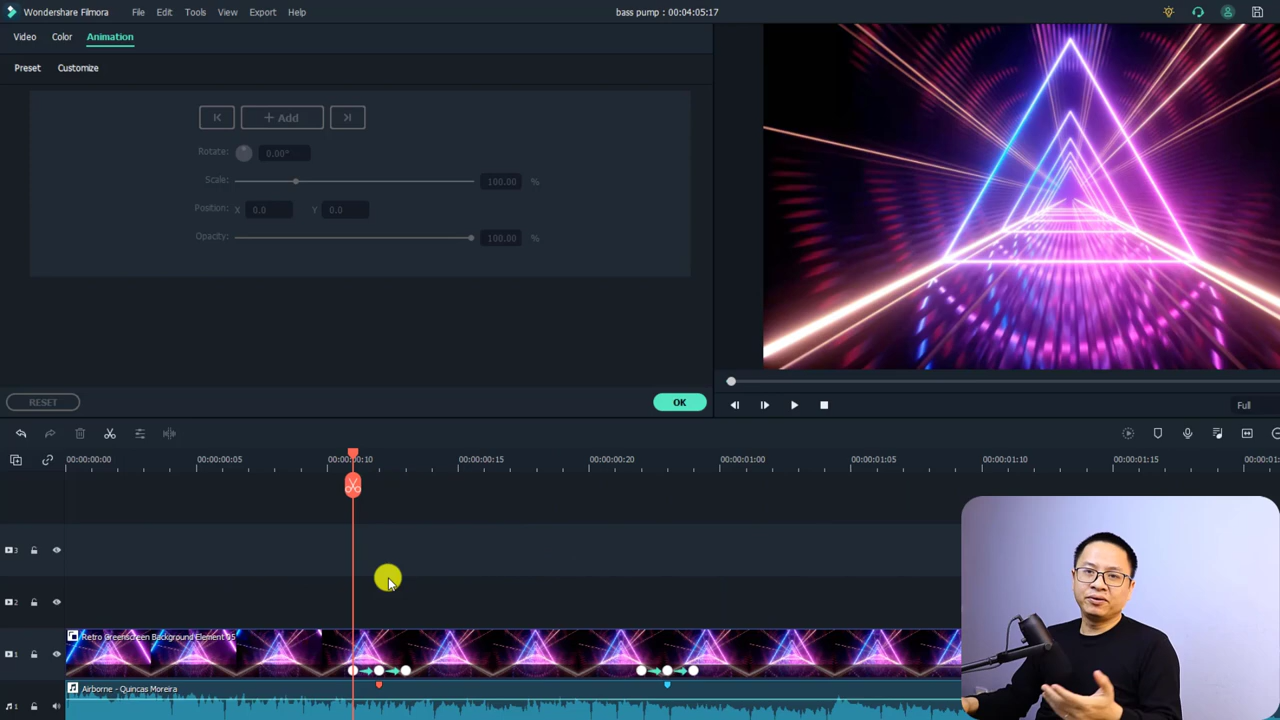 Wondershare Filmora File Edit Tools View Export Help bass pump : 00:04:05:17
Video Color Animation
Preset Customize
+ Add
Rotate: 0.00°
Scale: 100.00 %
Position: X 0.0 Y 0.0
Opacity: 100.00 %
RESET OK
Full
00:00:00:00 00:00:00:05 00:00:00:10 00:00:00:15 00:00:00:20 00:00:01:00 00:00:01:05 00:00:01:10 00:00:01:15
3
2
Retro Greenscreen Background Element 05
1
Airborne - Quincas Moreira
1